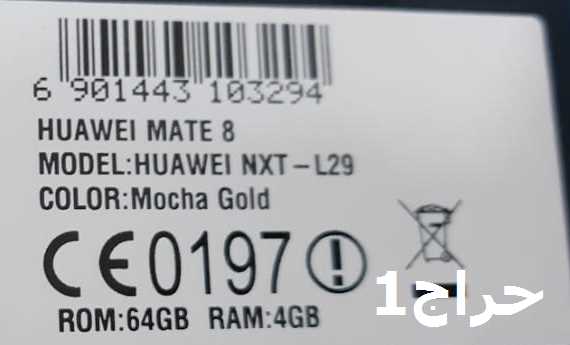 6 901443 103294
HUAWEI MATE 8
MODEL:HUAWEI NXT-L29
COLOR:Mocha Gold
CE0197
ROM:64GB RAM:4GB
حراج1